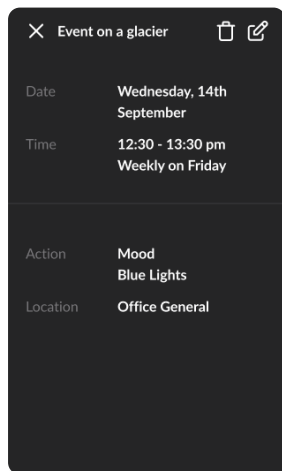 Event on a glacier
Date
Wednesday, 14th
September
Time
12:30 - 13:30 pm
Weekly on Friday
Action
Mood
Blue Lights
Location
Office General